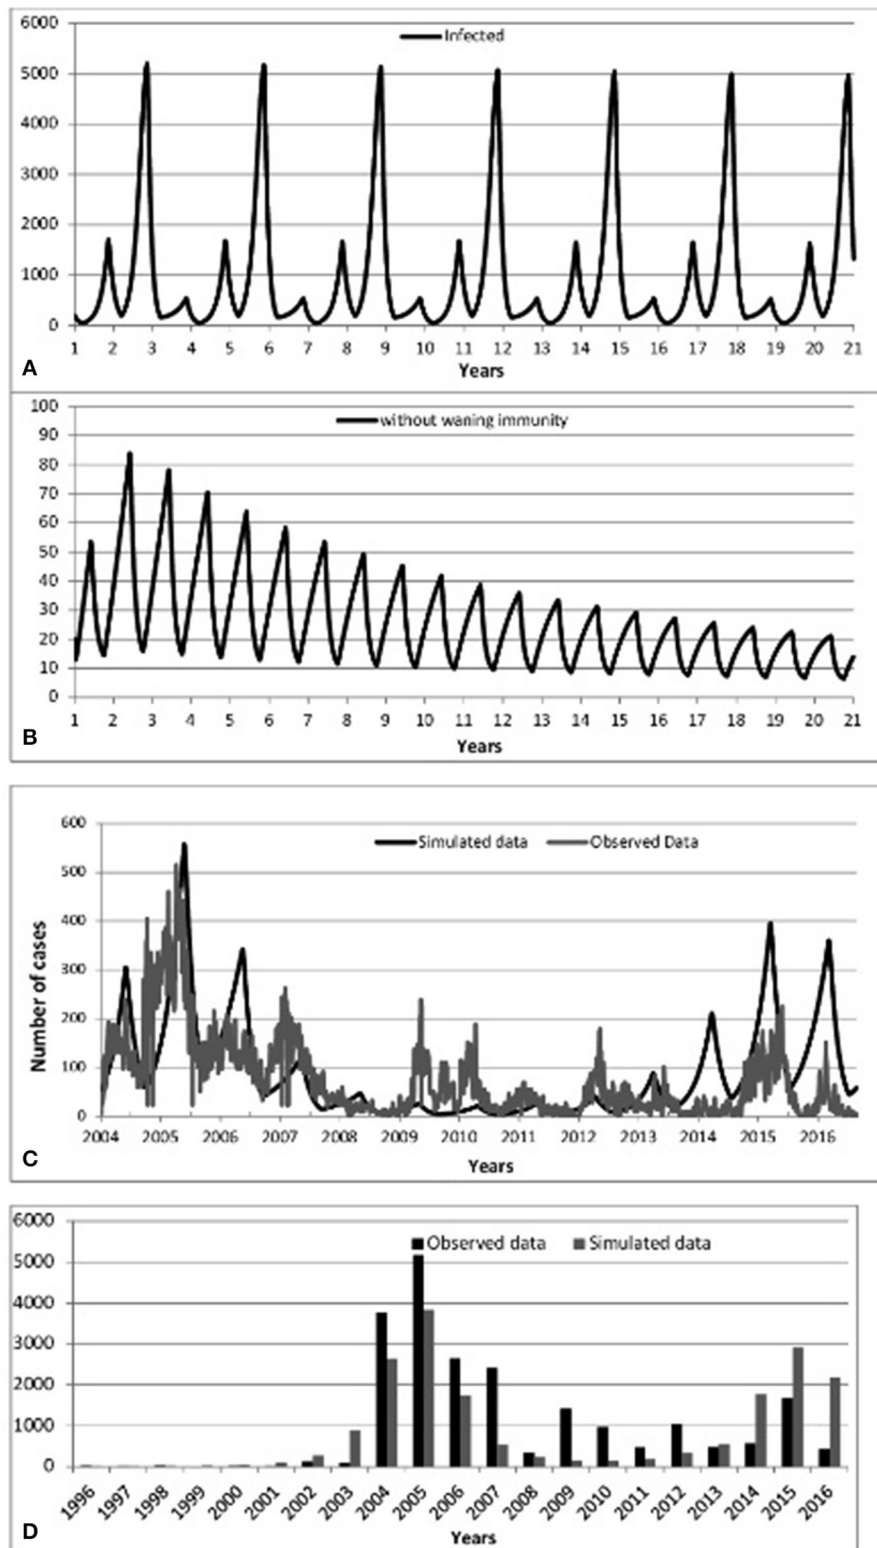 6000
Infected
5000
4000
3000
2000
1000
0
1 2 3 4 5 6 7 8 9 10 11 12 13 14 15 16 17 18 19 20 21
A
Years
100
without waning immunity
90
80
70
60
50
40
30
20
10
0
1 2 3 4 5 6 7 8 9 10 11 12 13 14 15 16 17 18 19 20 21
B
Years
600
Simulated data Observed Data
500
400
300
200
100
0
Number of cases
2004 2005 2006 2007 2008 2009 2010 2011 2012 2013 2014 2015 2016
C
Years
6000
Observed data Simulated data
5000
4000
3000
2000
1000
0
1996 1997 1998 1999 2000 2001 2002 2003 2004 2005 2006 2007 2008 2009 2010 2011 2012 2013 2014 2015 2016
D
Years